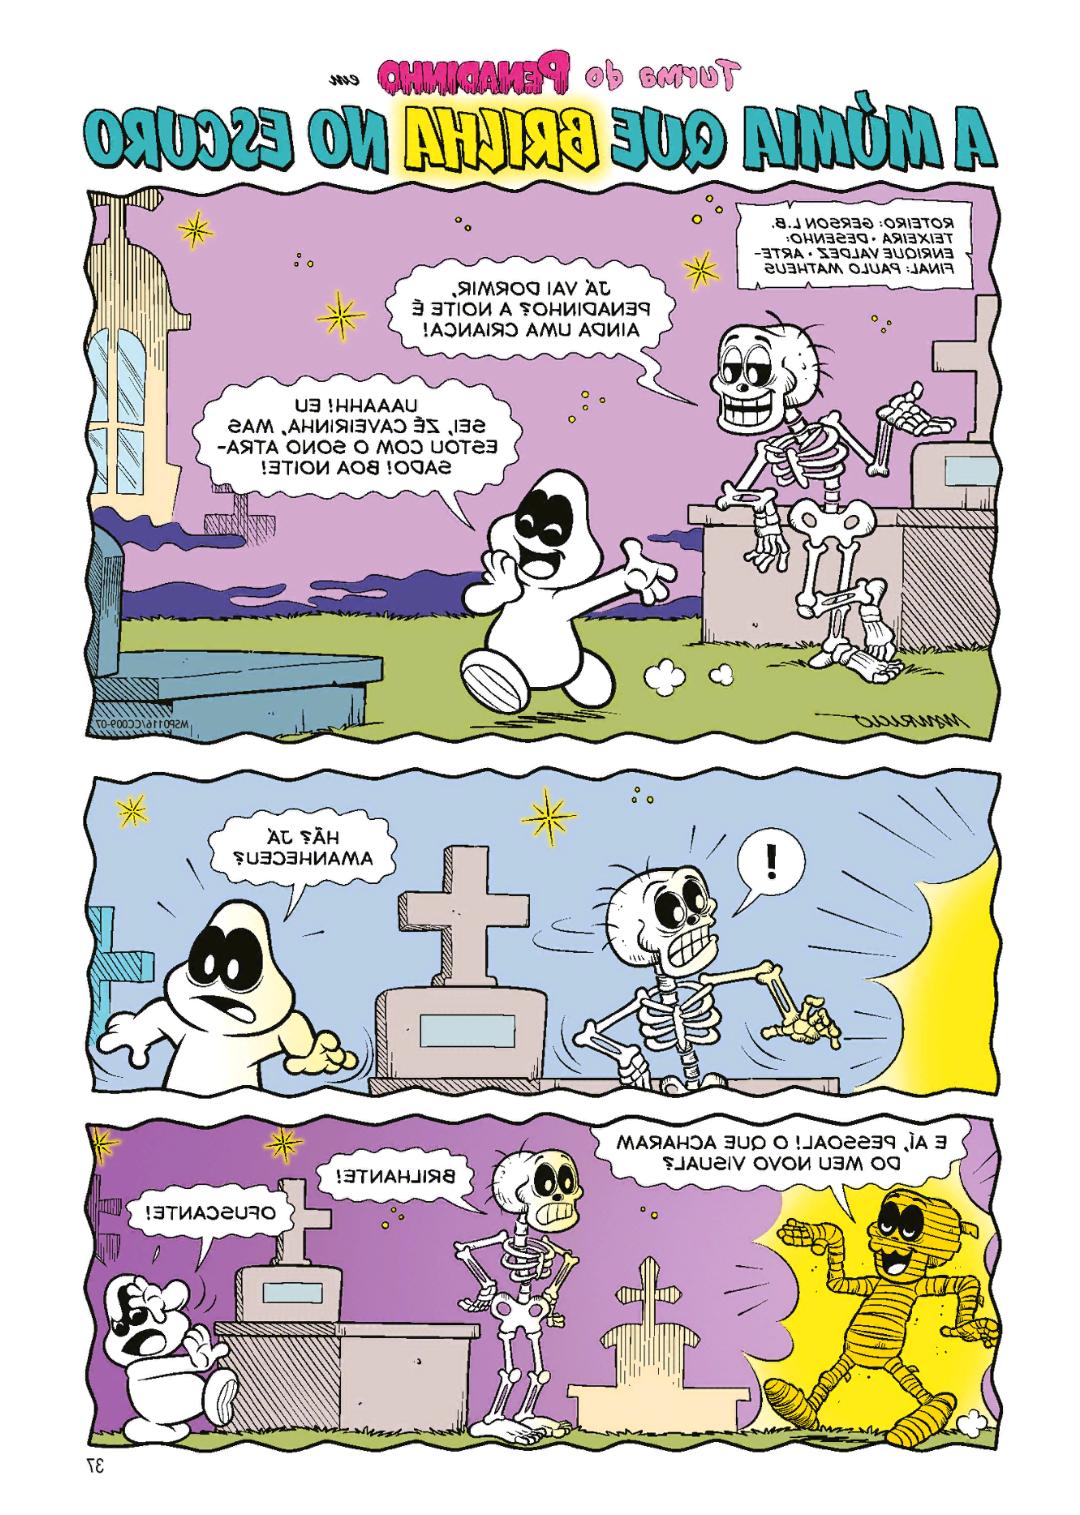 Turma do PENADINHO em
A MÚMIA QUE BRILHA NO ESCURO
ROTEIRO: GERSON L.B.
TEIXEIRA • DESENHO:
ENRIQUE VALDEZ • ARTE-
FINAL: PAULO MATHEUS
JÁ VAI DORMIR,
PENADINHO? A NOITE É
AINDA UMA CRIANÇA!
UAAAHH! EU
SEI, ZÉ CAVEIRINHA, MAS
ESTOU COM O SONO ATRA-
SADO! BOA NOITE!
MAURICIO
MSP0116/CC009-07
!
HÃ? JÁ
AMANHECEU?
E AÍ, PESSOAL! O QUE ACHARAM
DO MEU NOVO VISUAL?
BRILHANTE!
OFUSCANTE!
37